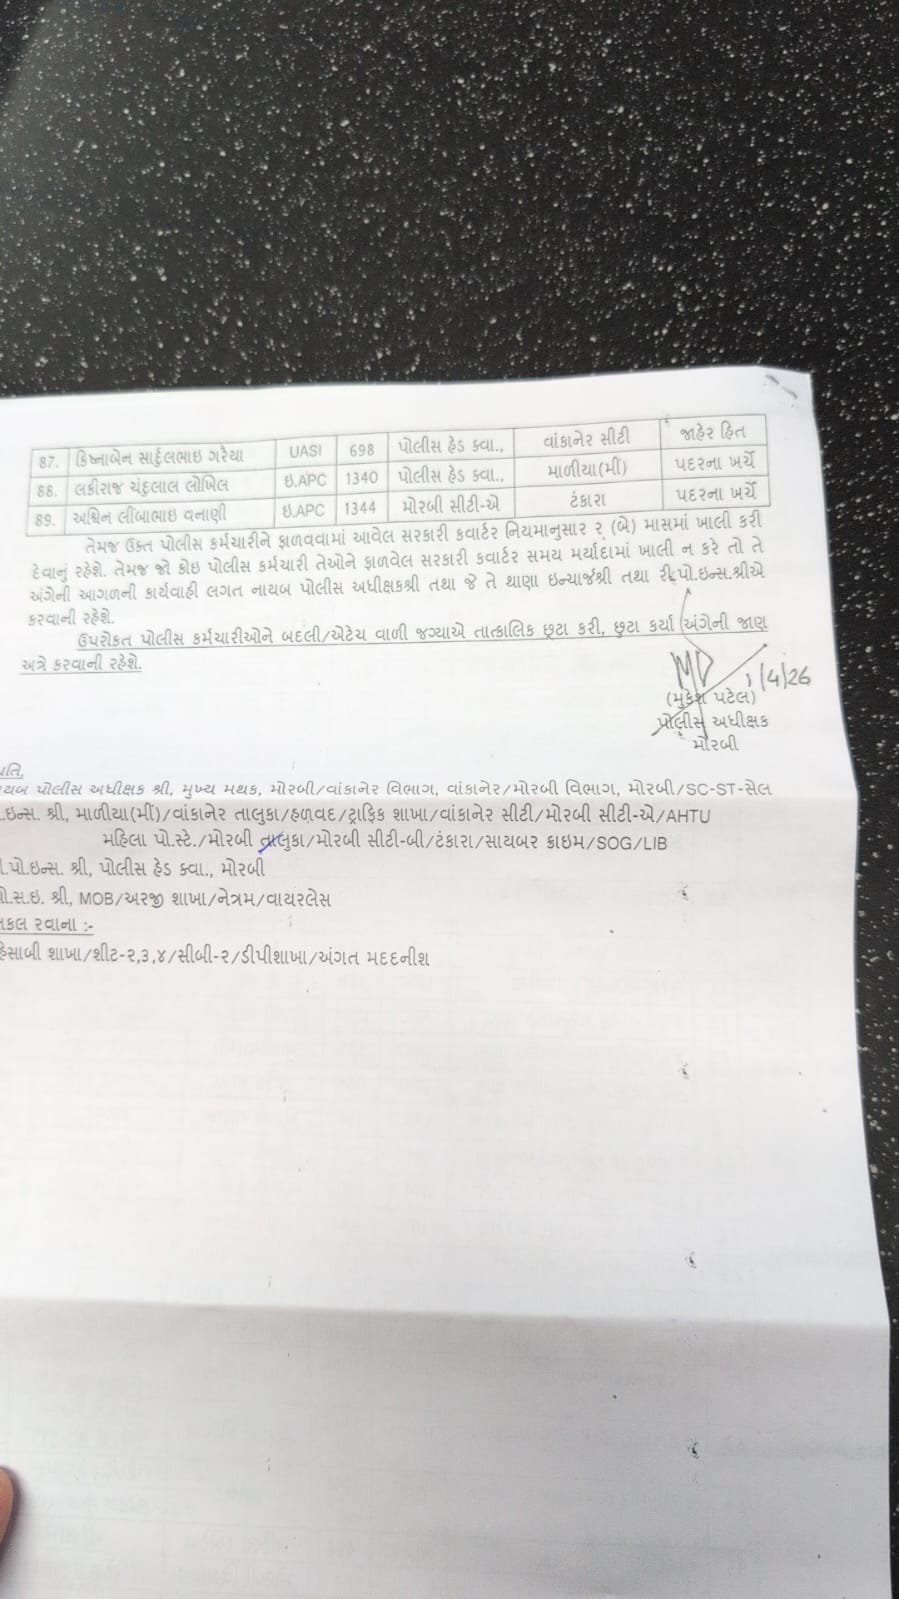 87. ક્રિષ્નાબેન સાર્દુલભાઇ ગરૈયા UASI 698 પોલીસ હેડ ક્વા., વાંકાનેર સીટી જાહેર હિત
88. લકીરાજ ચંદુલાલ લોખિલ ઇ.APC 1340 પોલીસ હેડ ક્વા., માળીયા(મીં) પદરના ખર્ચે
89. અશ્વિન લીંબાભાઇ વનાણી ઇ.APC 1344 મોરબી સીટી-એ ટંકારા પદરના ખર્ચે
તેમજ ઉક્ત પોલીસ કર્મચારીને ફાળવવામાં આવેલ સરકારી કવાર્ટર નિયમાનુસાર ૨ (બે) માસમાં ખાલી કરી
દેવાનું રહેશે. તેમજ જો કોઇ પોલીસ કર્મચારી તેઓને ફાળવેલ સરકારી કવાર્ટર સમય મર્યાદામાં ખાલી ન કરે તો તે
અંગેની આગળની કાર્યવાહી લગત નાયબ પોલીસ અધીક્ષકશ્રી તથા જે તે થાણા ઇન્ચાર્જશ્રી તથા રી.પો.ઇન્સ.શ્રીએ
કરવાની રહેશે.
ઉપરોક્ત પોલીસ કર્મચારીઓને બદલી/એટેચ વાળી જગ્યાએ તાત્કાલિક છૂટા કરી, છુટા કર્યા અંગેની જાણ
અત્રે કરવાની રહેશે.
MD 1/4/26
(મુકેશ પટેલ)
પોલીસ અધીક્ષક
મોરબી
તિ,
યબ પોલીસ અધીક્ષક શ્રી, મુખ્ય મથક, મોરબી/વાંકાનેર વિભાગ, વાંકાનેર/મોરબી વિભાગ, મોરબી/SC-ST-સેલ
.ઇન્સ. શ્રી, માળીયા(મીં)/વાંકાનેર તાલુકા/હળવદ/ટ્રાફિક શાખા/વાંકાનેર સીટી/મોરબી સીટી-એ/AHTU
મહિલા પો.સ્ટે./મોરબી તાલુકા/મોરબી સીટી-બી/ટંકારા/સાયબર ક્રાઇમ/SOG/LIB
.પો.ઇન્સ. શ્રી, પોલીસ હેડ ક્વા., મોરબી
.સ.ઇ. શ્રી, MOB/અરજી શાખા/નેત્રમ/વાયરલેસ
કલ રવાના :-
સાબી શાખા/શીટ-૨,૩,૪/સીબી-૨/ડીપીશાખા/અંગત મદદનીશ